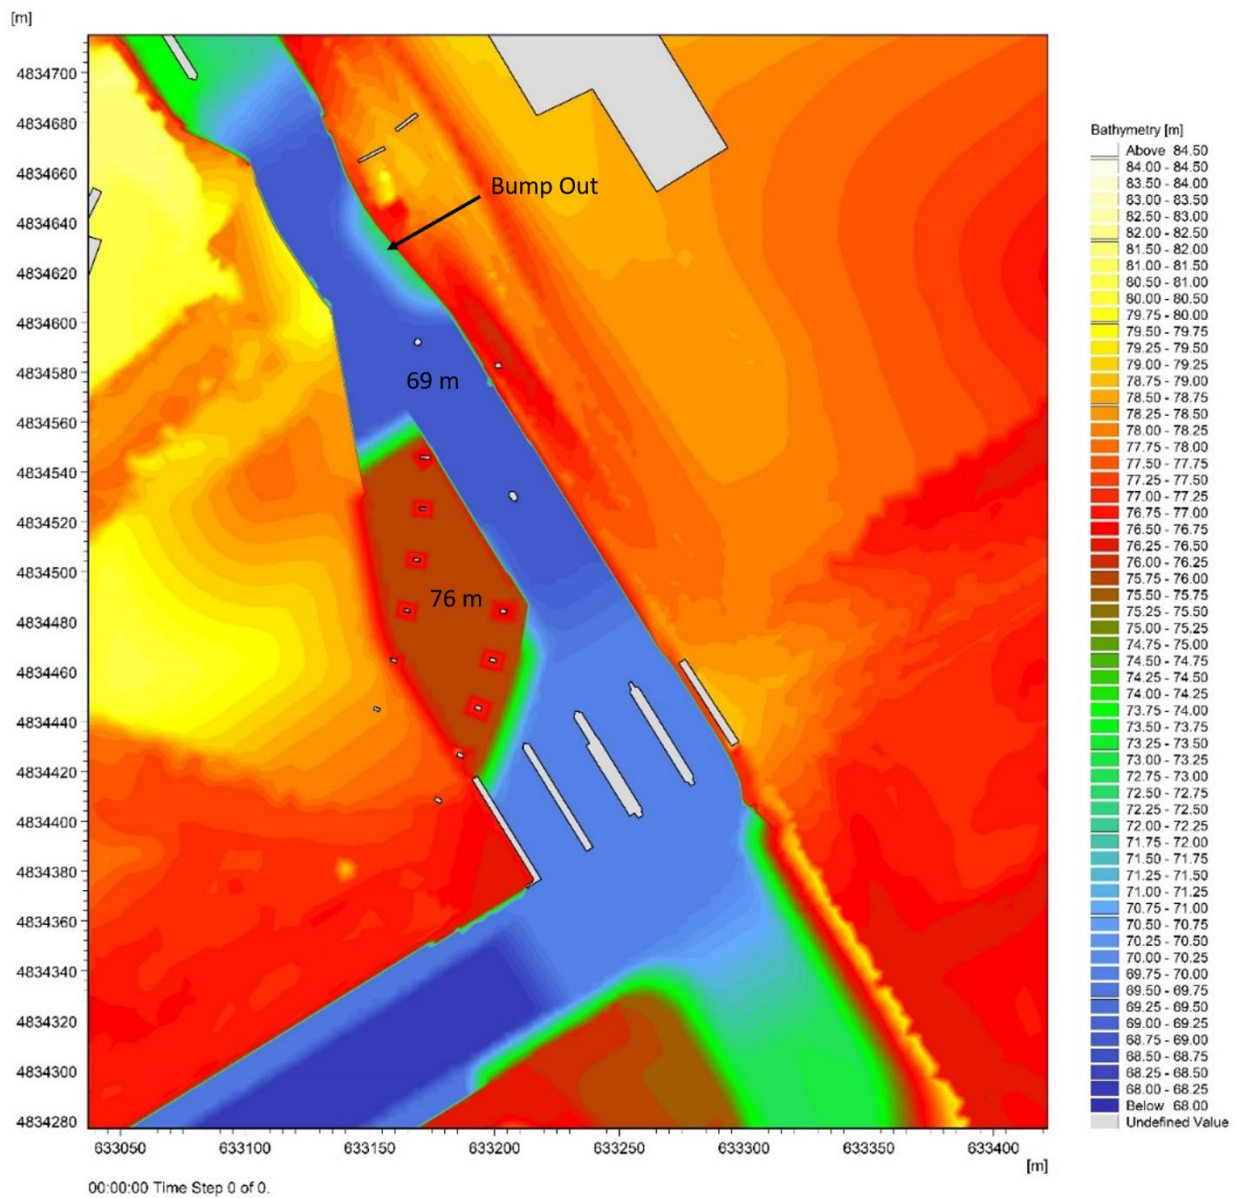 [m]
4834700
4834680
4834660
4834640
4834620
4834600
4834580
4834560
4834540
4834520
4834500
4834480
4834460
4834440
4834420
4834400
4834380
4834360
4834340
4834320
4834300
4834280
Bump Out
69 m
76 m
633050
633100
633150
633200
633250
633300
633350
633400
[m]
00:00:00 Time Step 0 of 0.
Bathymetry [m]
Above 84.50
84.00 - 84.50
83.50 - 84.00
83.00 - 83.50
82.50 - 83.00
82.00 - 82.50
81.50 - 82.00
81.00 - 81.50
80.50 - 81.00
80.00 - 80.50
79.75 - 80.00
79.50 - 79.75
79.25 - 79.50
79.00 - 79.25
78.75 - 79.00
78.50 - 78.75
78.25 - 78.50
78.00 - 78.25
77.75 - 78.00
77.50 - 77.75
77.25 - 77.50
77.00 - 77.25
76.75 - 77.00
76.50 - 76.75
76.25 - 76.50
76.00 - 76.25
75.75 - 76.00
75.50 - 75.75
75.25 - 75.50
75.00 - 75.25
74.75 - 75.00
74.50 - 74.75
74.25 - 74.50
74.00 - 74.25
73.75 - 74.00
73.50 - 73.75
73.25 - 73.50
73.00 - 73.25
72.75 - 73.00
72.50 - 72.75
72.25 - 72.50
72.00 - 72.25
71.75 - 72.00
71.50 - 71.75
71.25 - 71.50
71.00 - 71.25
70.75 - 71.00
70.50 - 70.75
70.25 - 70.50
70.00 - 70.25
69.75 - 70.00
69.50 - 69.75
69.25 - 69.50
69.00 - 69.25
68.75 - 69.00
68.50 - 68.75
68.25 - 68.50
68.00 - 68.25
Below 68.00
Undefined Value